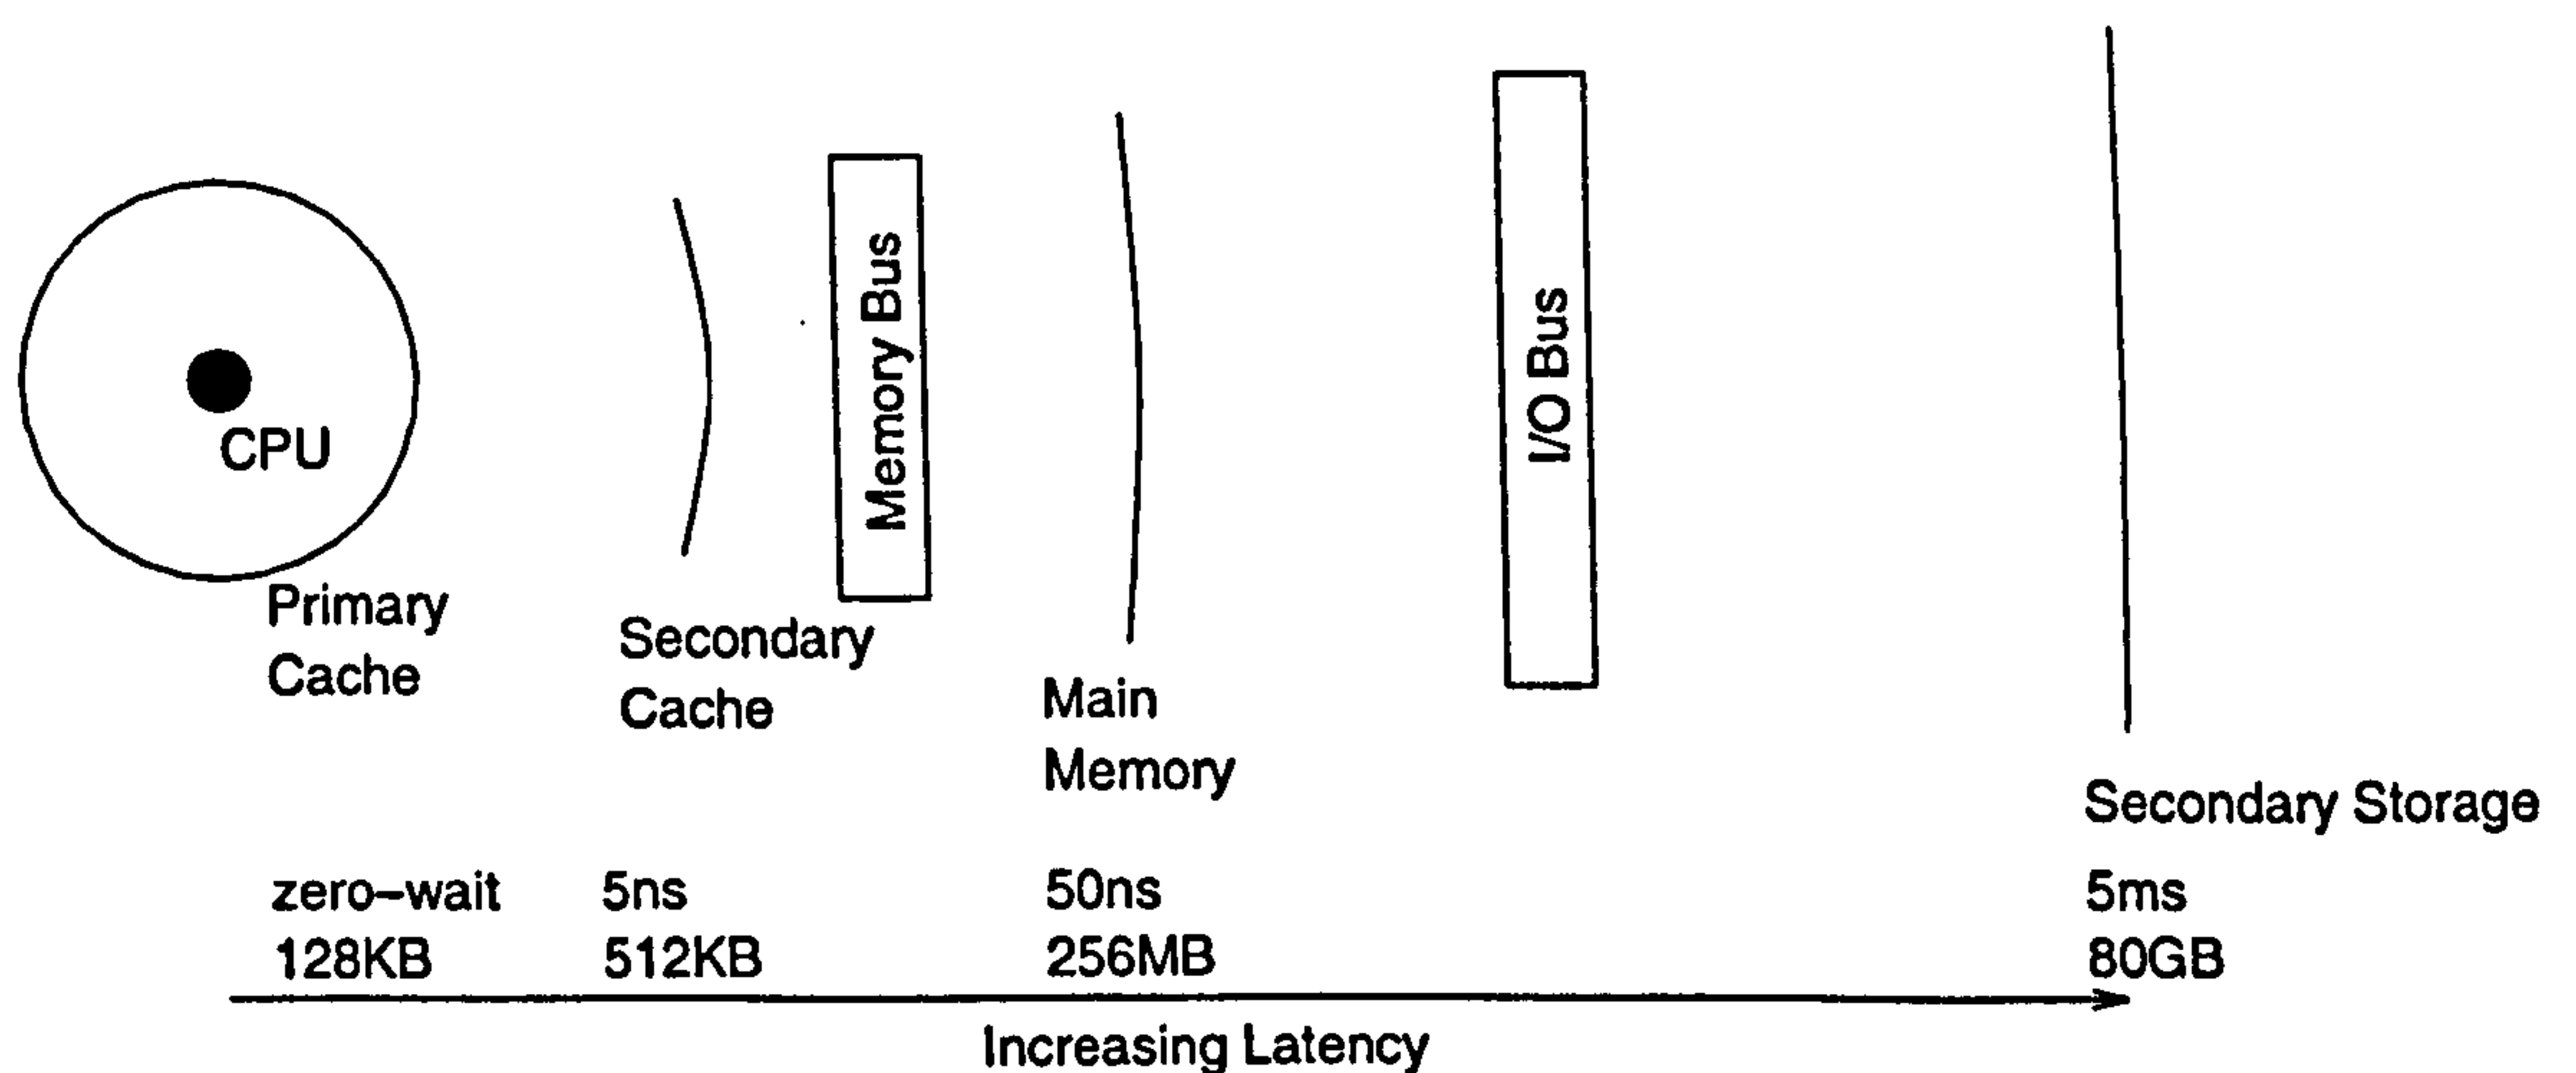 Memory Bus
I/O Bus
CPU
Primary
Cache
Secondary
Cache
Main
Memory
Secondary Storage
zero–wait 5ns 50ns 5ms
128KB 512KB 256MB 80GB
Increasing Latency